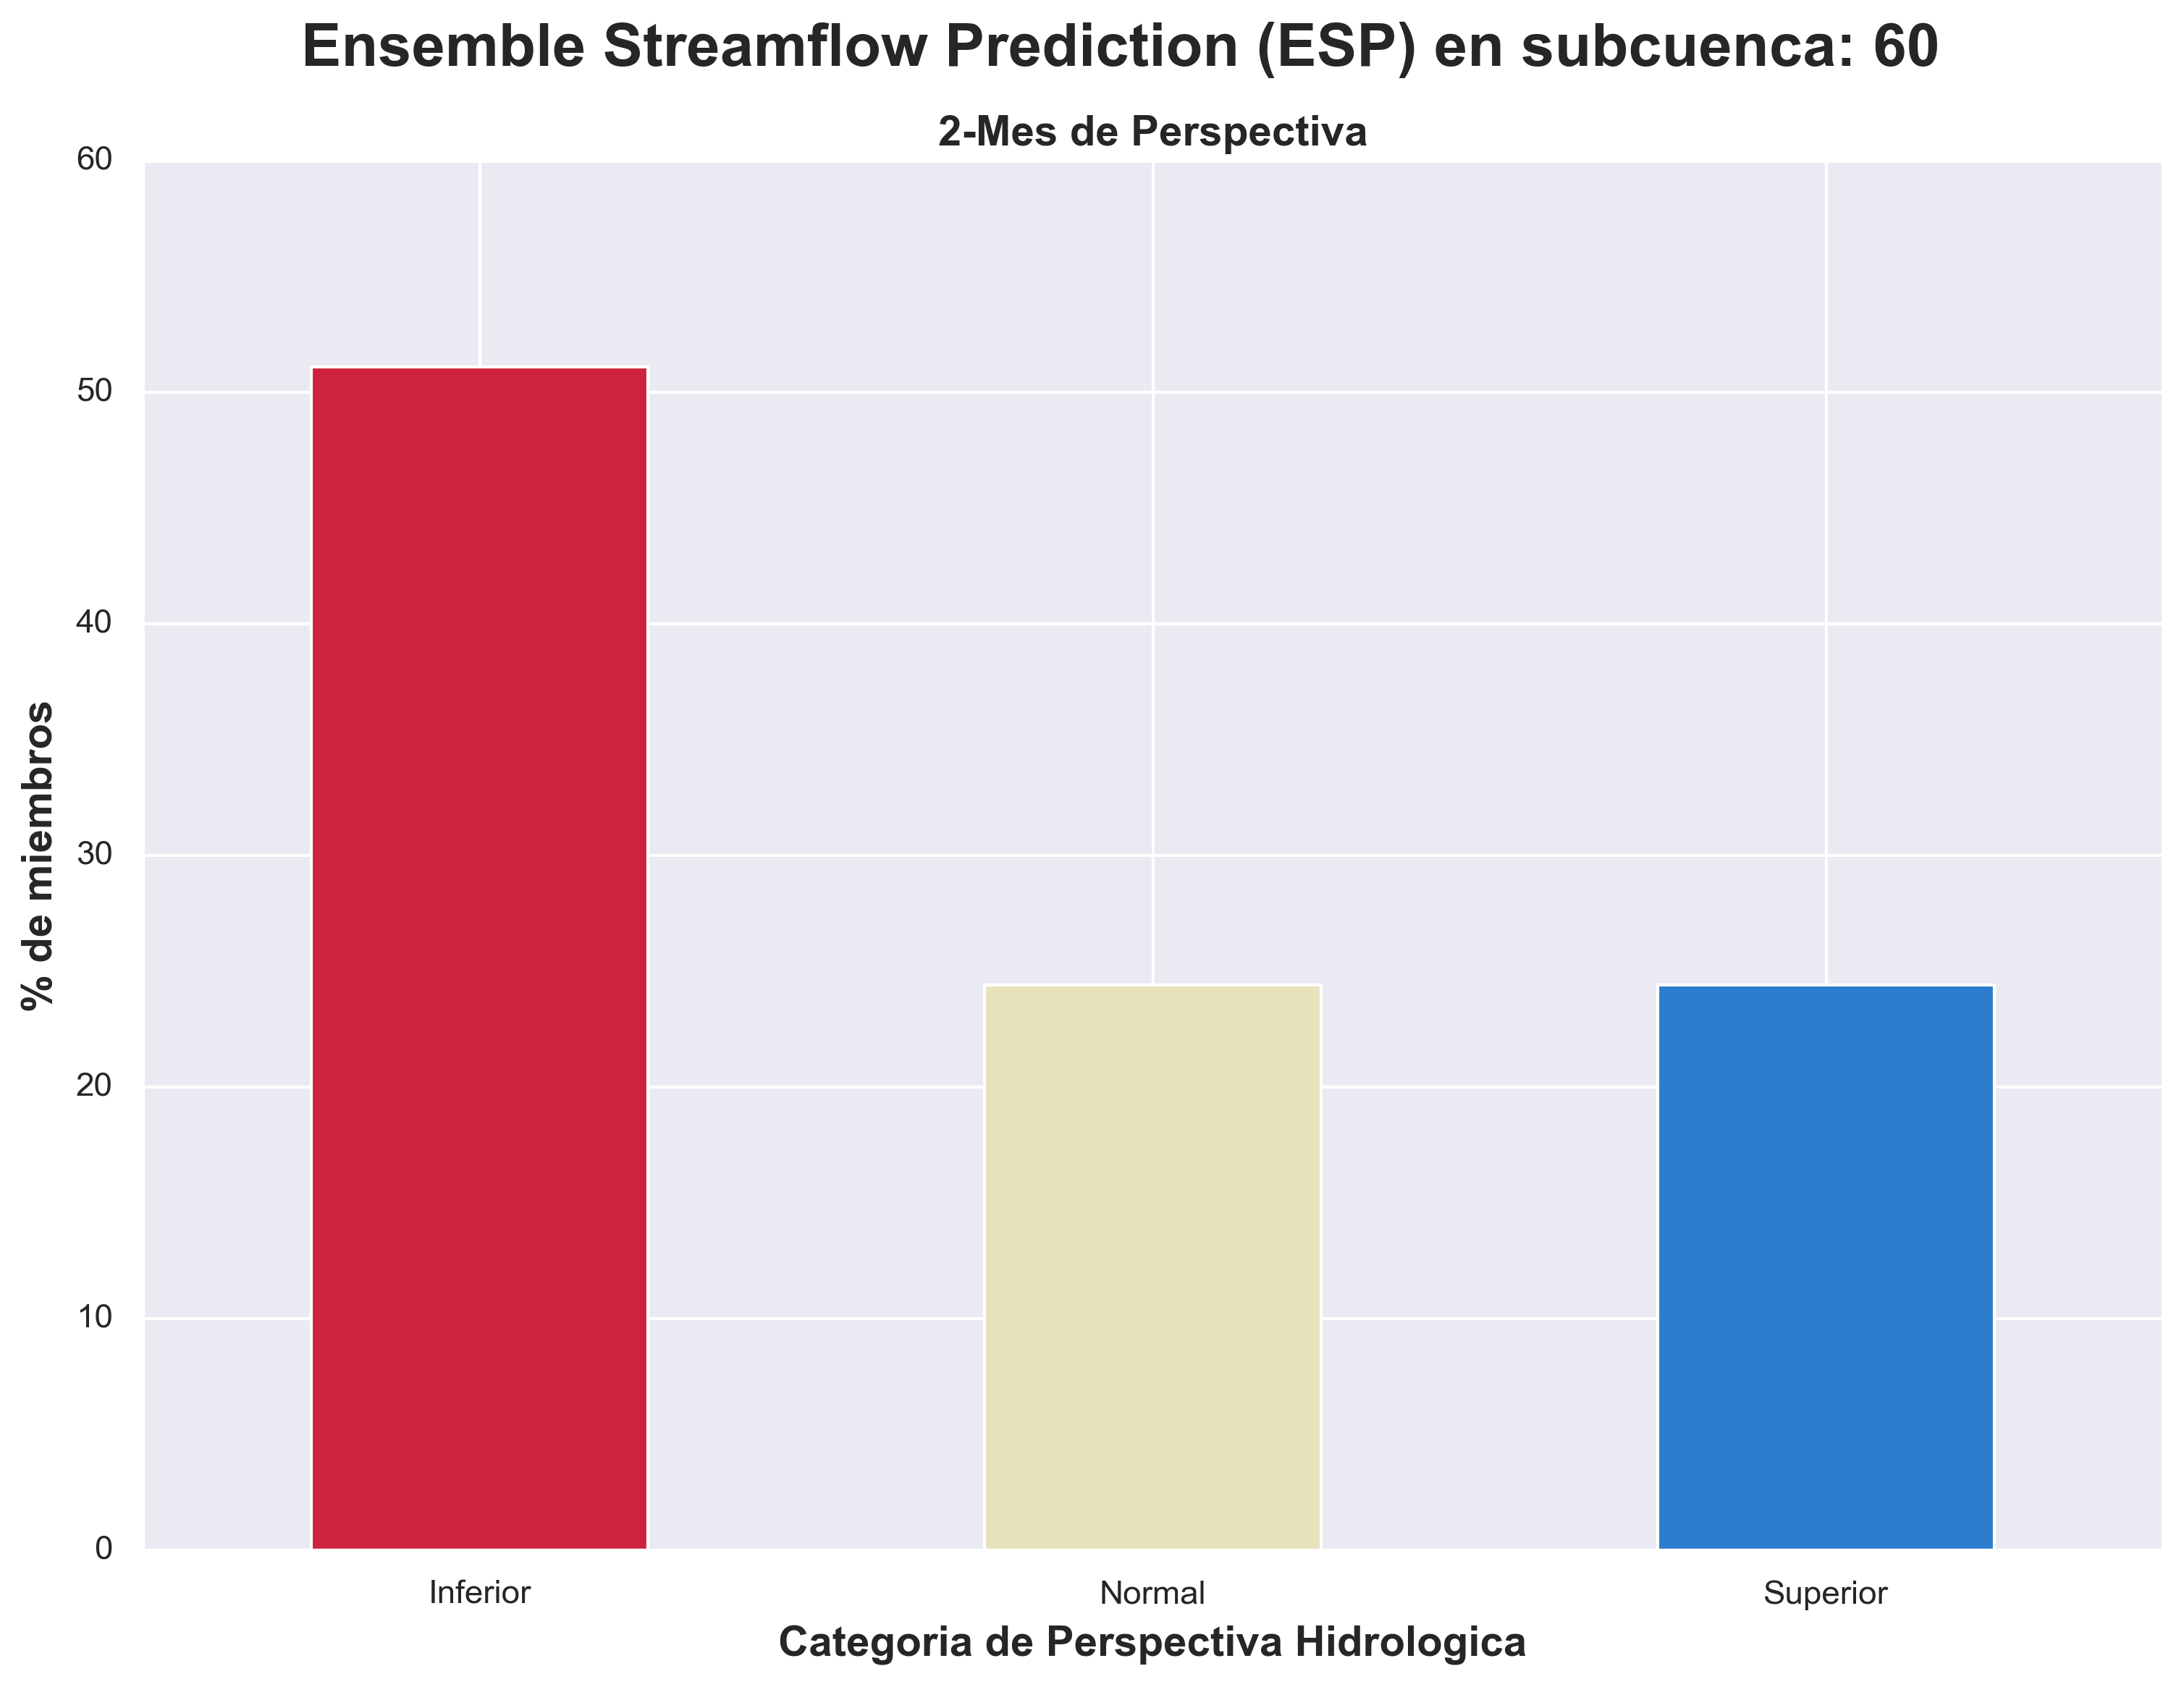 Ensemble Streamflow Prediction (ESP) en subcuenca: 60
2-Mes de Perspectiva
60
50
40
30
20
10
0
% de miembros
Inferior
Normal
Superior
Categoria de Perspectiva Hidrologica